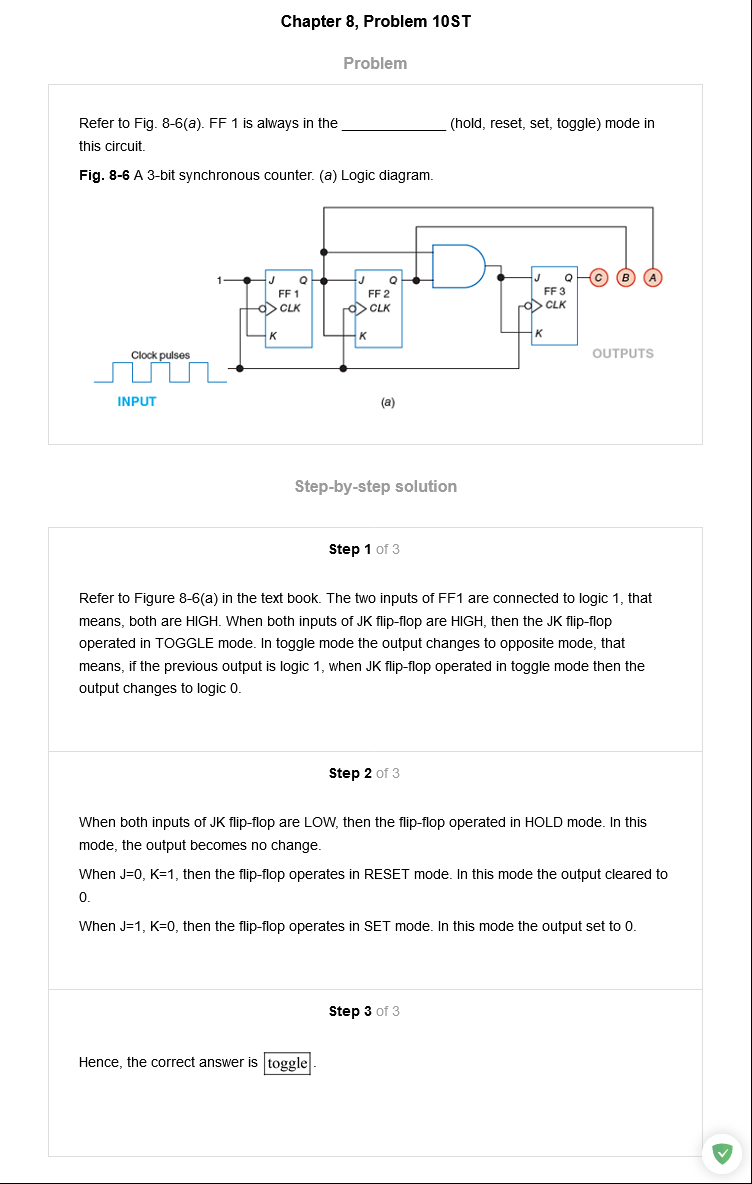 Chapter 8, Problem 10ST
Problem
Refer to Fig. 8-6(a). FF 1 is always in the ______________ (hold, reset, set, toggle) mode in
this circuit.
Fig. 8-6 A 3-bit synchronous counter. (a) Logic diagram.
1
J Q
FF 1
CLK
K
J Q
FF 2
CLK
K
J Q
FF 3
CLK
K
C B A
OUTPUTS
Clock pulses
INPUT
(a)
Step-by-step solution
Step 1 of 3
Refer to Figure 8-6(a) in the text book. The two inputs of FF1 are connected to logic 1, that
means, both are HIGH. When both inputs of JK flip-flop are HIGH, then the JK flip-flop
operated in TOGGLE mode. In toggle mode the output changes to opposite mode, that
means, if the previous output is logic 1, when JK flip-flop operated in toggle mode then the
output changes to logic 0.
Step 2 of 3
When both inputs of JK flip-flop are LOW, then the flip-flop operated in HOLD mode. In this
mode, the output becomes no change.
When J=0, K=1, then the flip-flop operates in RESET mode. In this mode the output cleared to
0.
When J=1, K=0, then the flip-flop operates in SET mode. In this mode the output set to 0.
Step 3 of 3
Hence, the correct answer is toggle.